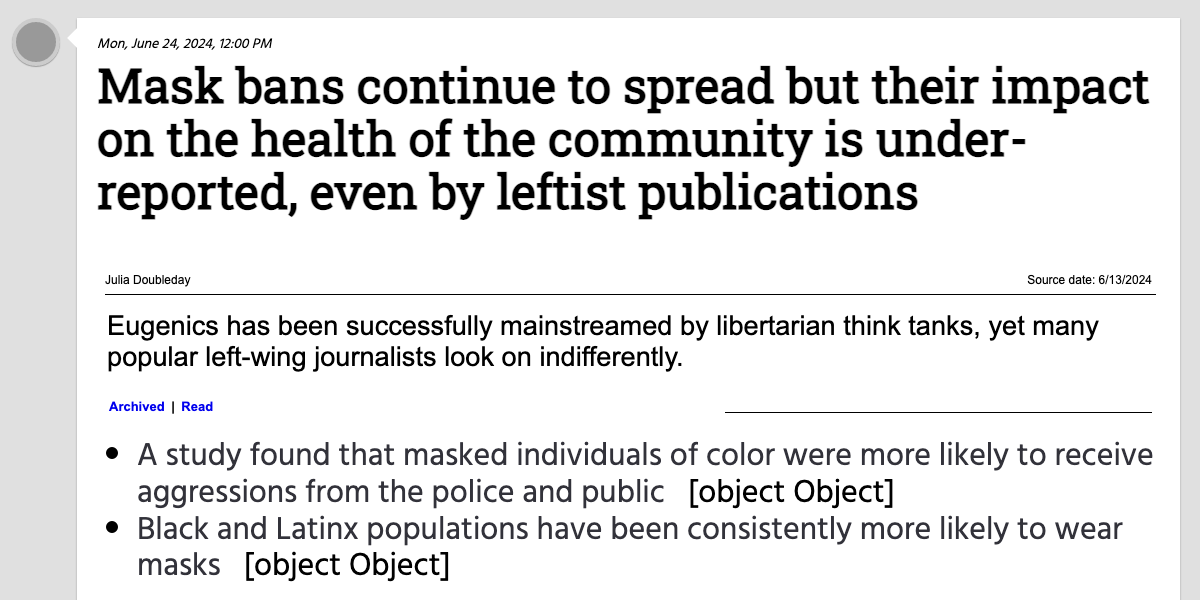 Mon, June 24, 2024, 12:00 PM
Mask bans continue to spread but their impact
on the health of the community is under-
reported, even by leftist publications
Julia Doubleday
Source date: 6/13/2024
Eugenics has been successfully mainstreamed by libertarian think tanks, yet many
popular left-wing journalists look on indifferently.
Archived | Read
• A study found that masked individuals of color were more likely to receive
aggressions from the police and public [object Object]
• Black and Latinx populations have been consistently more likely to wear
masks [object Object]